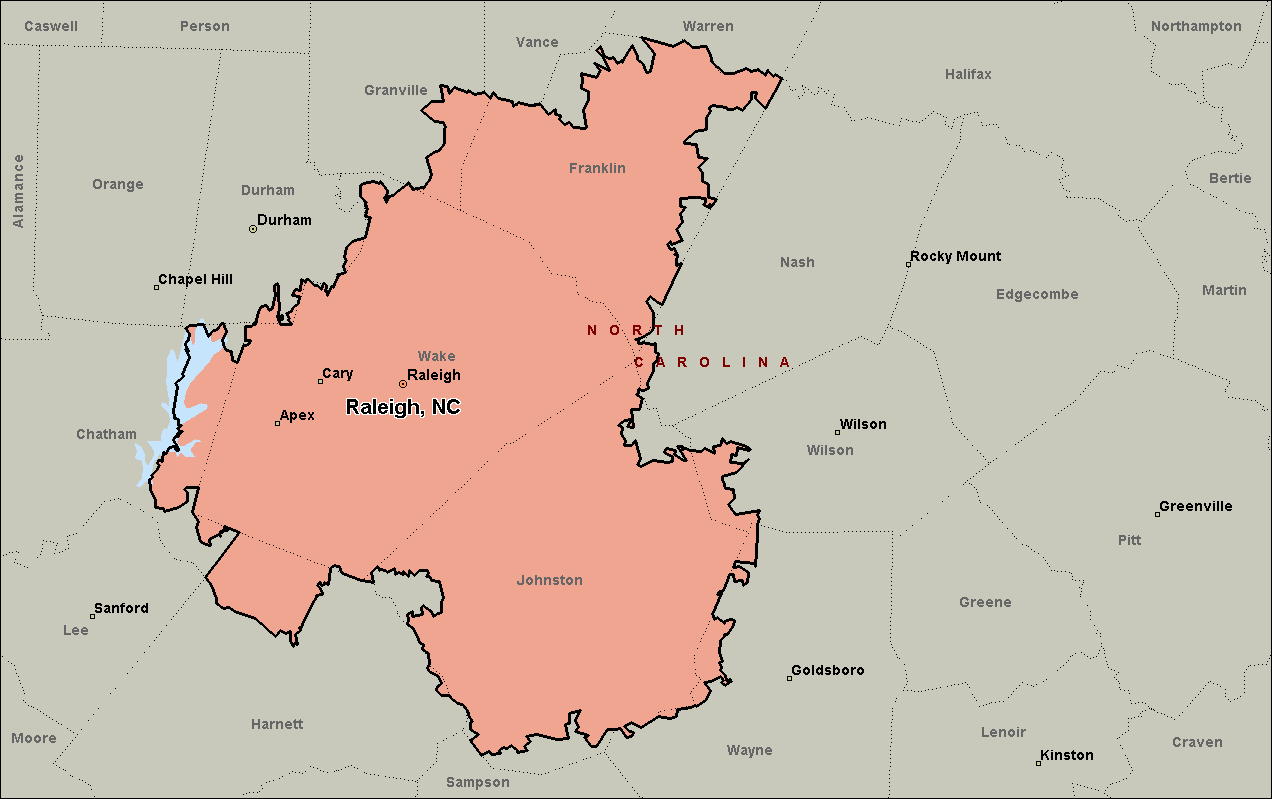 Caswell
Person
Vance
Warren
Northampton
Halifax
Granville
Alamance
Orange
Durham
Durham
Franklin
Bertie
Chapel Hill
Nash
Rocky Mount
Edgecombe
Martin
NORTH
CAROLINA
Wake
Raleigh
Cary
Raleigh, NC
Apex
Chatham
Wilson
Wilson
Greenville
Pitt
Johnston
Greene
Sanford
Lee
Goldsboro
Harnett
Moore
Wayne
Lenoir
Craven
Kinston
Sampson